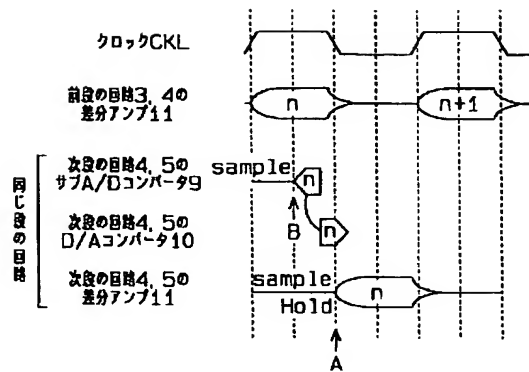 クロックCKL
前段の回路3, 4の
差分アンプ11
n
n+1
同じ段の回路
次段の回路4, 5の
サブA/Dコンバータ9
sample
n
B
次段の回路4, 5の
D/Aコンバータ10
n
次段の回路4, 5の
差分アンプ11
sample
Hold
n
A